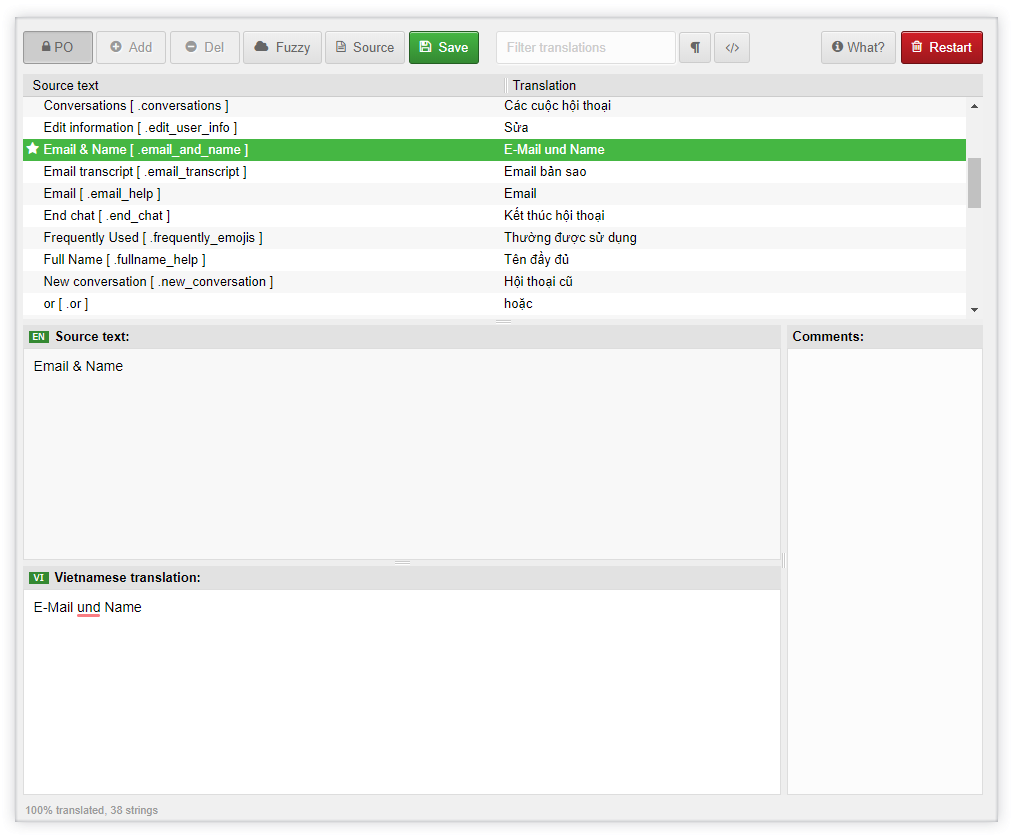 PO Add Del Fuzzy Source Save Filter translations ¶ </> What? Restart
Source text Translation
Conversations [ .conversations ] Các cuộc hội thoại
Edit information [ .edit_user_info ] Sửa
Email & Name [ .email_and_name ] E-Mail und Name
Email transcript [ .email_transcript ] Email bản sao
Email [ .email_help ] Email
End chat [ .end_chat ] Kết thúc hội thoại
Frequently Used [ .frequently_emojis ] Thường được sử dụng
Full Name [ .fullname_help ] Tên đầy đủ
New conversation [ .new_conversation ] Hội thoại cũ
or [ .or ] hoặc
EN Source text: Comments:
Email & Name
VI Vietnamese translation:
E-Mail und Name
100% translated, 38 strings